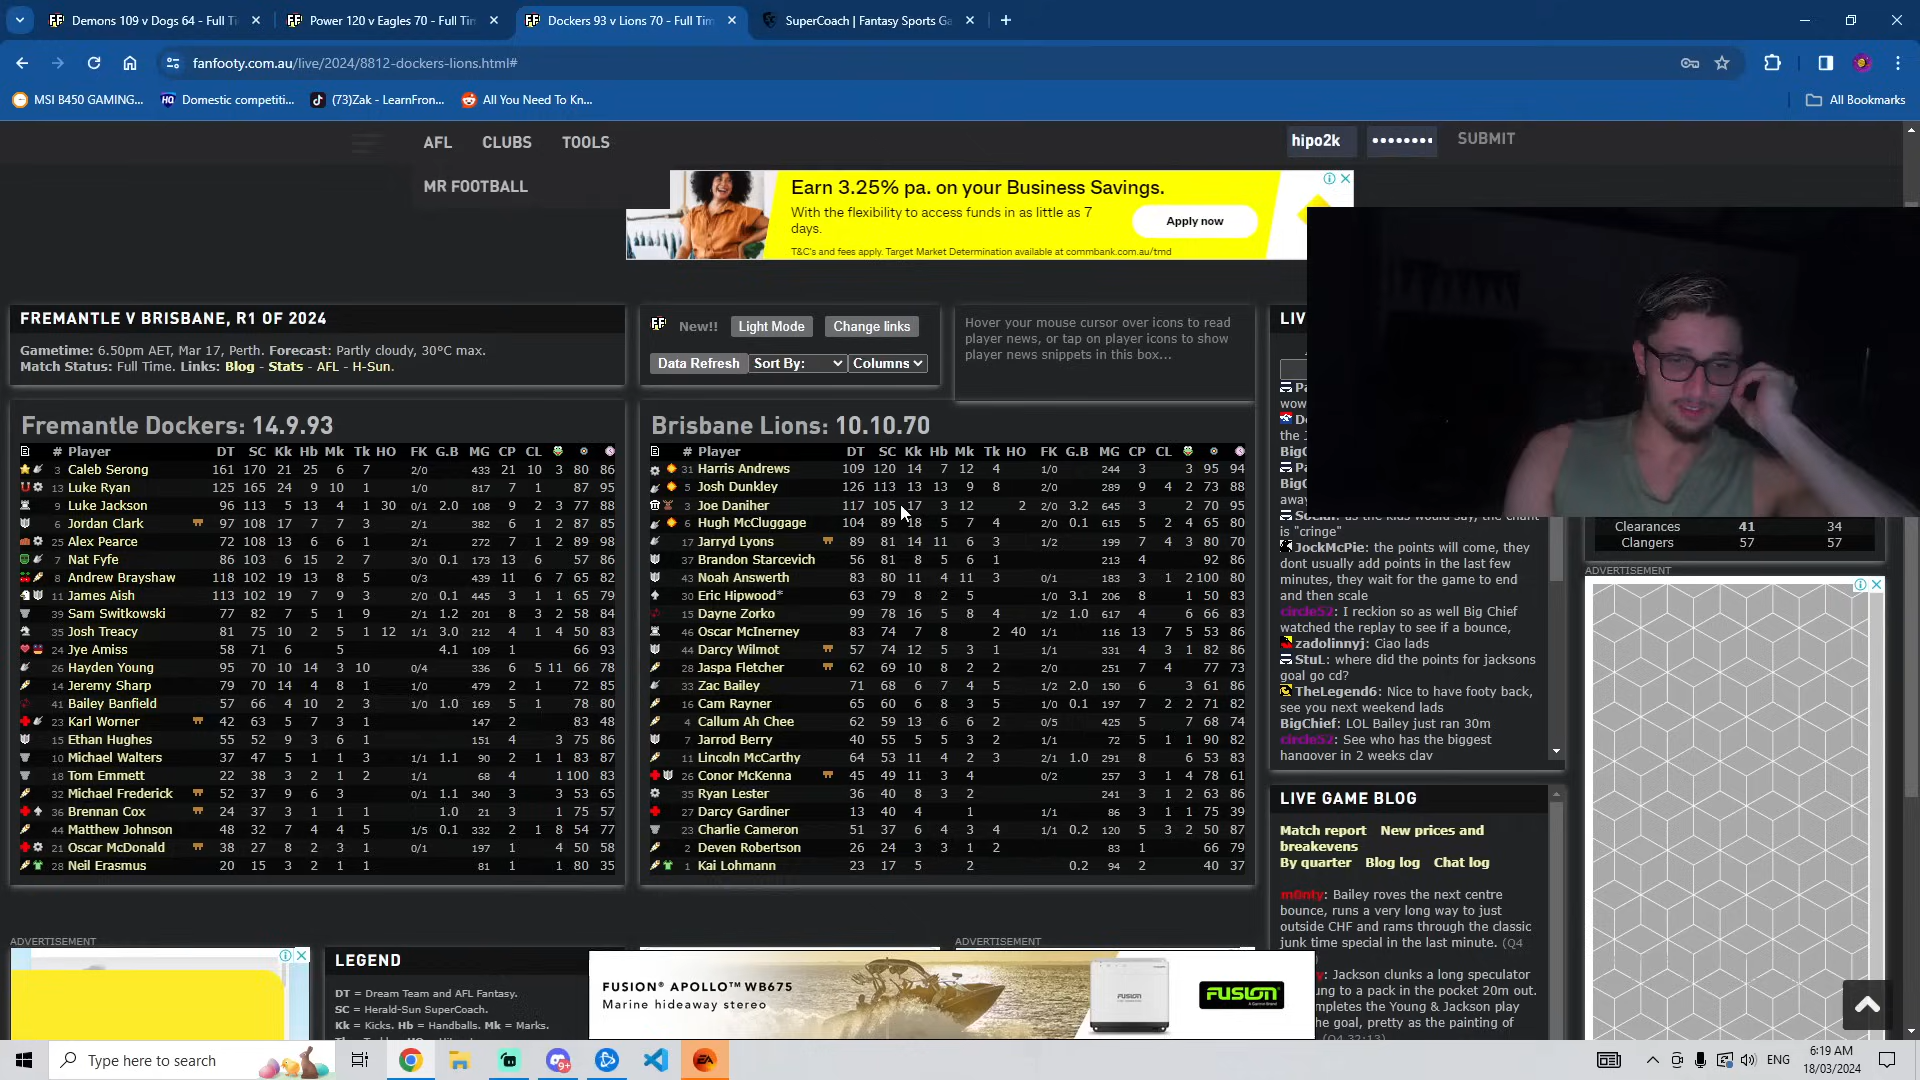 Demons 109 v Dogs 64 - Full Ti
Power 120 v Eagles 70 - Full Tim
Dockers 93 v Lions 70 - Full Tim
SuperCoach | Fantasy Sports Ga
fanfooty.com.au/live/2024/8812-dockers-lions.html#
MSI B450 GAMING...
Domestic competiti...
(73)Zak - LearnFron...
All You Need To Kn...
All Bookmarks
AFL CLUBS TOOLS
hipo2k •••••••• SUBMIT
MR FOOTBALL
Earn 3.25% pa. on your Business Savings.
With the flexibility to access funds in as little as 7
days.
Apply now
T&C's and fees apply. Target Market Determination available at commbank.com.au/tmd
FREMANTLE V BRISBANE, R1 OF 2024
Gametime: 6.50pm AET, Mar 17, Perth. Forecast: Partly cloudy, 30ºC max.
Match Status: Full Time. Links: Blog - Stats - AFL - H-Sun.
New!! Light Mode Change links
Data Refresh Sort By: Columns
Hover your mouse cursor over icons to read
player news, or tap on player icons to show
player news snippets in this box...
Fremantle Dockers: 14.9.93
# Player DT SC Kk Hb Mk Tk HO FK G.B MG CP CL
3 Caleb Serong 161 170 21 25 6 7 2/0 433 21 10 3 80 86
13 Luke Ryan 125 165 24 9 10 1 1/0 817 7 1 87 95
9 Luke Jackson 96 113 5 13 4 1 30 0/1 2.0 108 9 2 3 77 88
6 Jordan Clark 97 108 17 7 7 3 2/1 382 6 1 2 87 85
25 Alex Pearce 72 108 13 6 6 1 2/1 272 7 1 2 89 98
7 Nat Fyfe 86 103 6 15 2 7 3/0 0.1 173 13 6 57 86
8 Andrew Brayshaw 118 102 19 13 8 5 0/3 439 11 6 7 65 82
11 James Aish 113 102 19 7 9 3 2/0 0.1 445 3 1 1 65 79
39 Sam Switkowski 77 82 7 5 1 9 2/1 1.2 201 8 3 2 58 84
35 Josh Treacy 81 75 10 2 5 1 12 1/1 3.0 212 4 1 4 50 83
24 Jye Amiss 58 71 6 5 4.1 109 1 66 93
26 Hayden Young 95 70 10 14 3 10 0/4 336 6 5 11 66 78
14 Jeremy Sharp 79 70 14 4 8 1 1/0 479 2 1 72 85
41 Bailey Banfield 57 66 4 10 2 3 1/0 1.0 169 5 1 78 80
23 Karl Worner 42 63 5 7 3 1 147 2 83 48
15 Ethan Hughes 55 52 9 3 6 1 151 4 3 75 86
10 Michael Walters 37 47 5 1 1 3 1/1 1.1 90 2 1 1 83 87
18 Tom Emmett 22 38 3 2 1 2 1/1 68 4 1 100 83
32 Michael Frederick 52 37 9 6 3 0/1 1.1 340 3 3 53 65
36 Brennan Cox 24 37 3 1 1 1 1.0 21 3 1 75 57
44 Matthew Johnson 48 32 7 4 4 5 1/5 0.1 332 2 1 8 54 77
21 Oscar McDonald 38 27 8 2 3 1 0/1 197 1 4 50 58
28 Neil Erasmus 20 15 3 2 1 1 81 1 1 80 35
Brisbane Lions: 10.10.70
# Player DT SC Kk Hb Mk Tk HO FK G.B MG CP CL
31 Harris Andrews 109 120 14 7 12 4 1/0 244 3 3 95 94
5 Josh Dunkley 126 113 13 13 9 8 2/0 289 9 4 2 73 88
3 Joe Daniher 117 105 17 3 12 2 2/0 3.2 645 3 2 70 95
6 Hugh McCluggage 104 89 18 5 7 4 2/0 0.1 615 5 2 4 65 80
17 Jarryd Lyons 89 81 14 11 6 3 1/2 199 7 4 3 80 70
37 Brandon Starcevich 56 81 8 5 6 1 213 4 92 86
43 Noah Answerth 83 80 11 4 11 3 0/1 183 3 1 2 100 80
30 Eric Hipwood* 63 79 8 2 5 1/0 3.1 206 8 1 50 83
15 Dayne Zorko 99 78 16 5 8 4 1/2 1.0 617 4 6 66 83
46 Oscar McInerney 83 74 7 8 2 40 1/1 116 13 7 5 53 86
44 Darcy Wilmot 57 74 12 5 3 1 1/1 331 4 3 1 82 86
28 Jaspa Fletcher 62 69 10 8 2 2 2/0 251 7 4 77 73
33 Zac Bailey 71 68 6 7 4 5 1/2 2.0 150 6 3 61 86
16 Cam Rayner 65 60 6 8 3 5 1/0 0.1 197 7 2 2 71 82
4 Callum Ah Chee 62 59 13 6 6 2 0/5 425 5 7 68 74
7 Jarrod Berry 40 55 5 5 3 2 1/1 72 5 1 1 90 82
11 Lincoln McCarthy 64 53 11 4 2 3 2/1 1.0 291 8 6 53 83
26 Conor McKenna 45 49 11 3 4 0/2 257 3 1 4 78 61
35 Ryan Lester 36 40 8 3 2 241 3 1 2 63 86
27 Darcy Gardiner 13 40 4 1 1/1 86 3 1 1 75 39
23 Charlie Cameron 51 37 6 4 3 4 1/1 0.2 120 5 3 2 50 87
2 Deven Robertson 26 24 3 3 1 2 83 1 66 79
1 Kai Lohmann 23 17 5 2 0.2 94 2 40 37
LIV
wow
the J
BigC
away
is "cringe"
JockMcPie: the points will come, they
dont usually add points in the last few
minutes, they wait for the game to end
and then scale
circle52: I reckion so as well Big Chief
watched the replay to see if a bounce,
zadolinnyj: Ciao lads
StuL: where did the points for jacksons
goal go cd?
TheLegend6: Nice to have footy back,
see you next weekend lads
BigChief: LOL Bailey just ran 30m
circle52: See who has the biggest
hangover in 2 weeks clay
Clearances 41 34
Clangers 57 57
ADVERTISEMENT
LIVE GAME BLOG
Match report New prices and
breakevens
By quarter Blog log Chat log
m0nty: Bailey roves the next centre
bounce, runs a very long way to just
outside CHF and rams through the classic
junk time special in the last minute. (Q4
y: Jackson clunks a long speculator
ung to a pack in the pocket 20m out.
mpletes the Young & Jackson play
the goal, pretty as the painting of
ADVERTISEMENT
ADVERTISEMENT
LEGEND
DT = Dream Team and AFL Fantasy.
SC = Herald-Sun SuperCoach.
Kk = Kicks. Hb = Handballs. Mk = Marks.
FUSION® APOLLO™ WB675
Marine hideaway stereo
FUSION
Type here to search
ENG
6:19 AM
18/03/2024